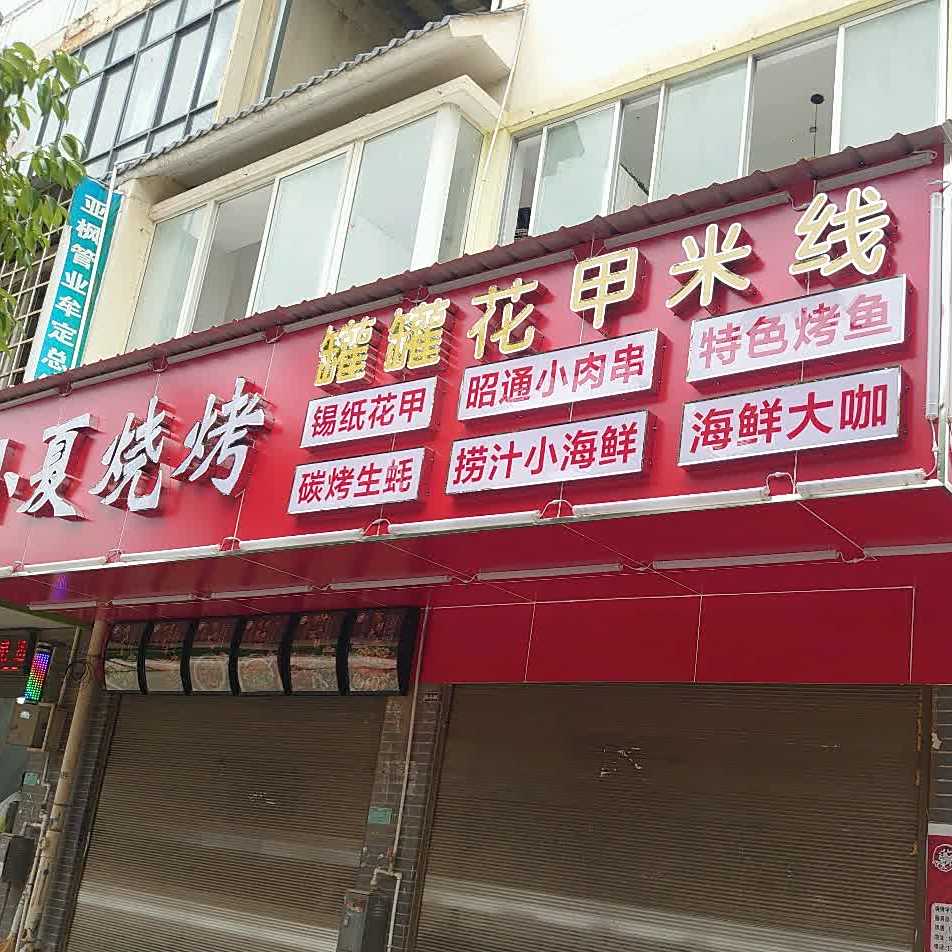 亚枫管业牟定总
小夏烧烤
罐罐花甲米线
锡纸花甲
昭通小肉串
特色烤鱼
碳烤生蚝
捞汁小海鲜
海鲜大咖